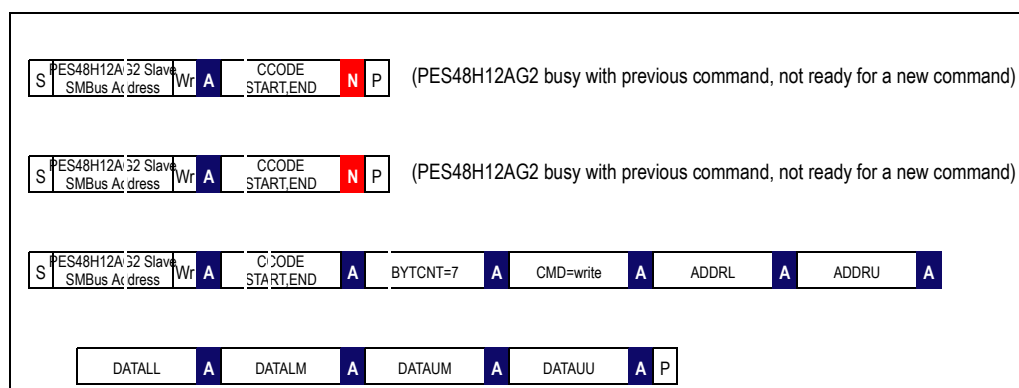 S PES48H12AG2 Slave SMBus Address Wr A CCODE START,END N P (PES48H12AG2 busy with previous command, not ready for a new command)
S PES48H12AG2 Slave SMBus Address Wr A CCODE START,END N P (PES48H12AG2 busy with previous command, not ready for a new command)
S PES48H12AG2 Slave SMBus Address Wr A CCODE START,END A BYTCNT=7 A CMD=write A ADDRL A ADDRU A
DATALL A DATALM A DATAUM A DATAUU A P